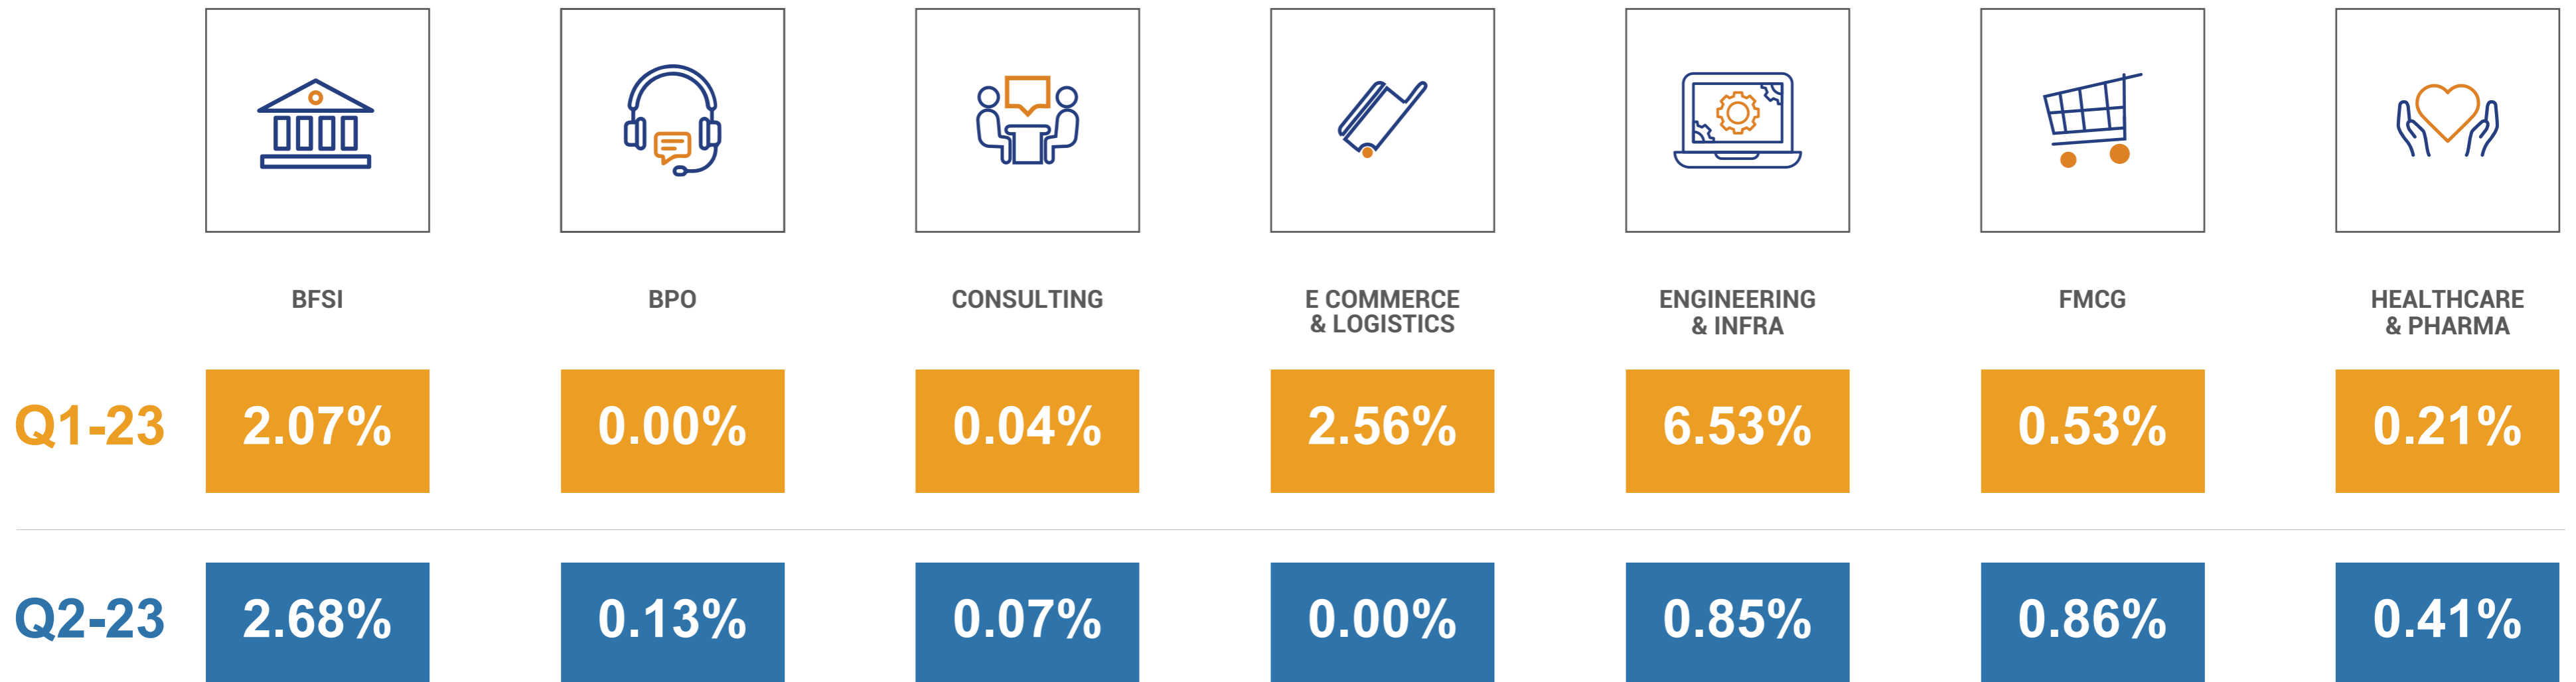 BFSI
BPO
CONSULTING
E COMMERCE
& LOGISTICS
ENGINEERING
& INFRA
FMCG
HEALTHCARE
& PHARMA
Q1-23 2.07% 0.00% 0.04% 2.56% 6.53% 0.53% 0.21%
Q2-23 2.68% 0.13% 0.07% 0.00% 0.85% 0.86% 0.41%